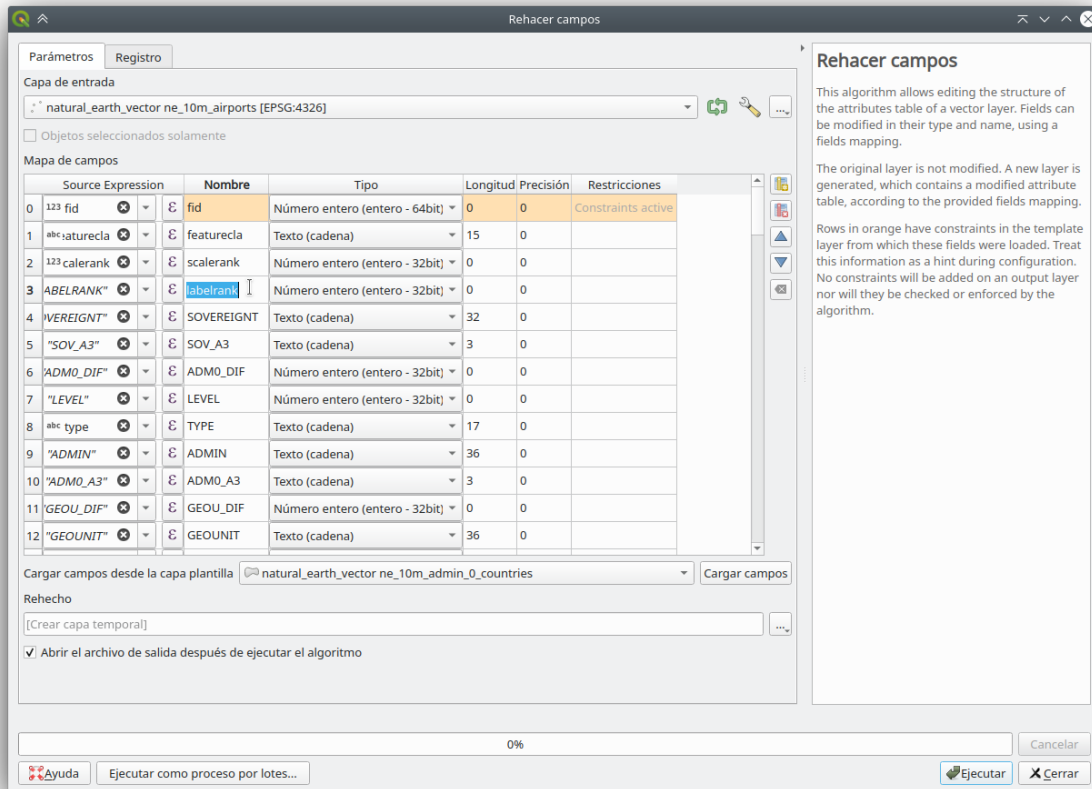 Rehacer campos
Parámetros
Registro
Capa de entrada
natural_earth_vector ne_10m_airports [EPSG:4326]
...
Objetos seleccionados solamente
Mapa de campos
Source Expression Nombre Tipo Longitud Precisión Restricciones
0 123 fid ε fid Número entero (entero - 64bit) 0 0 Constraints active
1 abc :aturecla ε featurecla Texto (cadena) 15 0
2 123 calerank ε scalerank Número entero (entero - 32bit) 0 0
3 ABELRANK" ε labelrank Número entero (entero - 32bit) 0 0
4 VEREIGNT" ε SOVEREIGNT Texto (cadena) 32 0
5 "SOV_A3" ε SOV_A3 Texto (cadena) 3 0
6 'ADM0_DIF" ε ADM0_DIF Número entero (entero - 32bit) 0 0
7 "LEVEL" ε LEVEL Número entero (entero - 32bit) 0 0
8 abc type ε TYPE Texto (cadena) 17 0
9 "ADMIN" ε ADMIN Texto (cadena) 36 0
10 "ADM0_A3" ε ADM0_A3 Texto (cadena) 3 0
11 'GEOU_DIF" ε GEOU_DIF Número entero (entero - 32bit) 0 0
12 "GEOUNIT" ε GEOUNIT Texto (cadena) 36 0
Cargar campos desde la capa plantilla natural_earth_vector ne_10m_admin_0_countries Cargar campos
Rehecho
[Crear capa temporal]
...
Abrir el archivo de salida después de ejecutar el algoritmo
Rehacer campos
This algorithm allows editing the structure of
the attributes table of a vector layer. Fields can
be modified in their type and name, using a
fields mapping.
The original layer is not modified. A new layer is
generated, which contains a modified attribute
table, according to the provided fields mapping.
Rows in orange have constraints in the template
layer from which these fields were loaded. Treat
this information as a hint during configuration.
No constraints will be added on an output layer
nor will they be checked or enforced by the
algorithm.
0%
Cancelar
Ayuda
Ejecutar como proceso por lotes...
Ejecutar
Cerrar